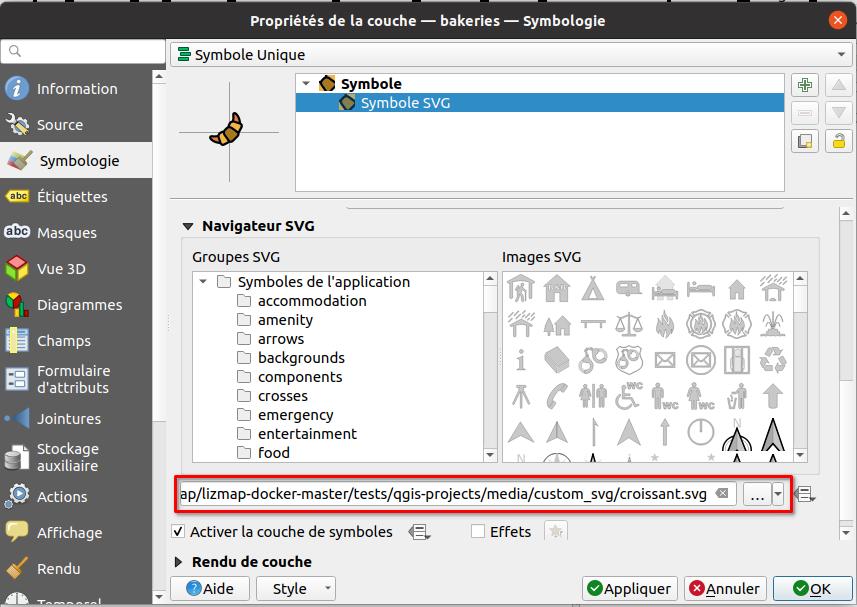 Propriétés de la couche — bakeries — Symbologie
Symbole Unique
Information
Source
Symbologie
abc Étiquettes
abc Masques
Vue 3D
Diagrammes
Champs
Formulaire
d'attributs
Jointures
Stockage
auxiliaire
Actions
Affichage
Rendu
Temporel
Symbole
Symbole SVG
Navigateur SVG
Groupes SVG
Images SVG
Symboles de l'application
accommodation
amenity
arrows
backgrounds
components
crosses
emergency
entertainment
food
ap/lizmap-docker-master/tests/qgis-projects/media/custom_svg/croissant.svg
...
Activer la couche de symboles
Effets
Rendu de couche
Aide
Style
Appliquer
Annuler
OK